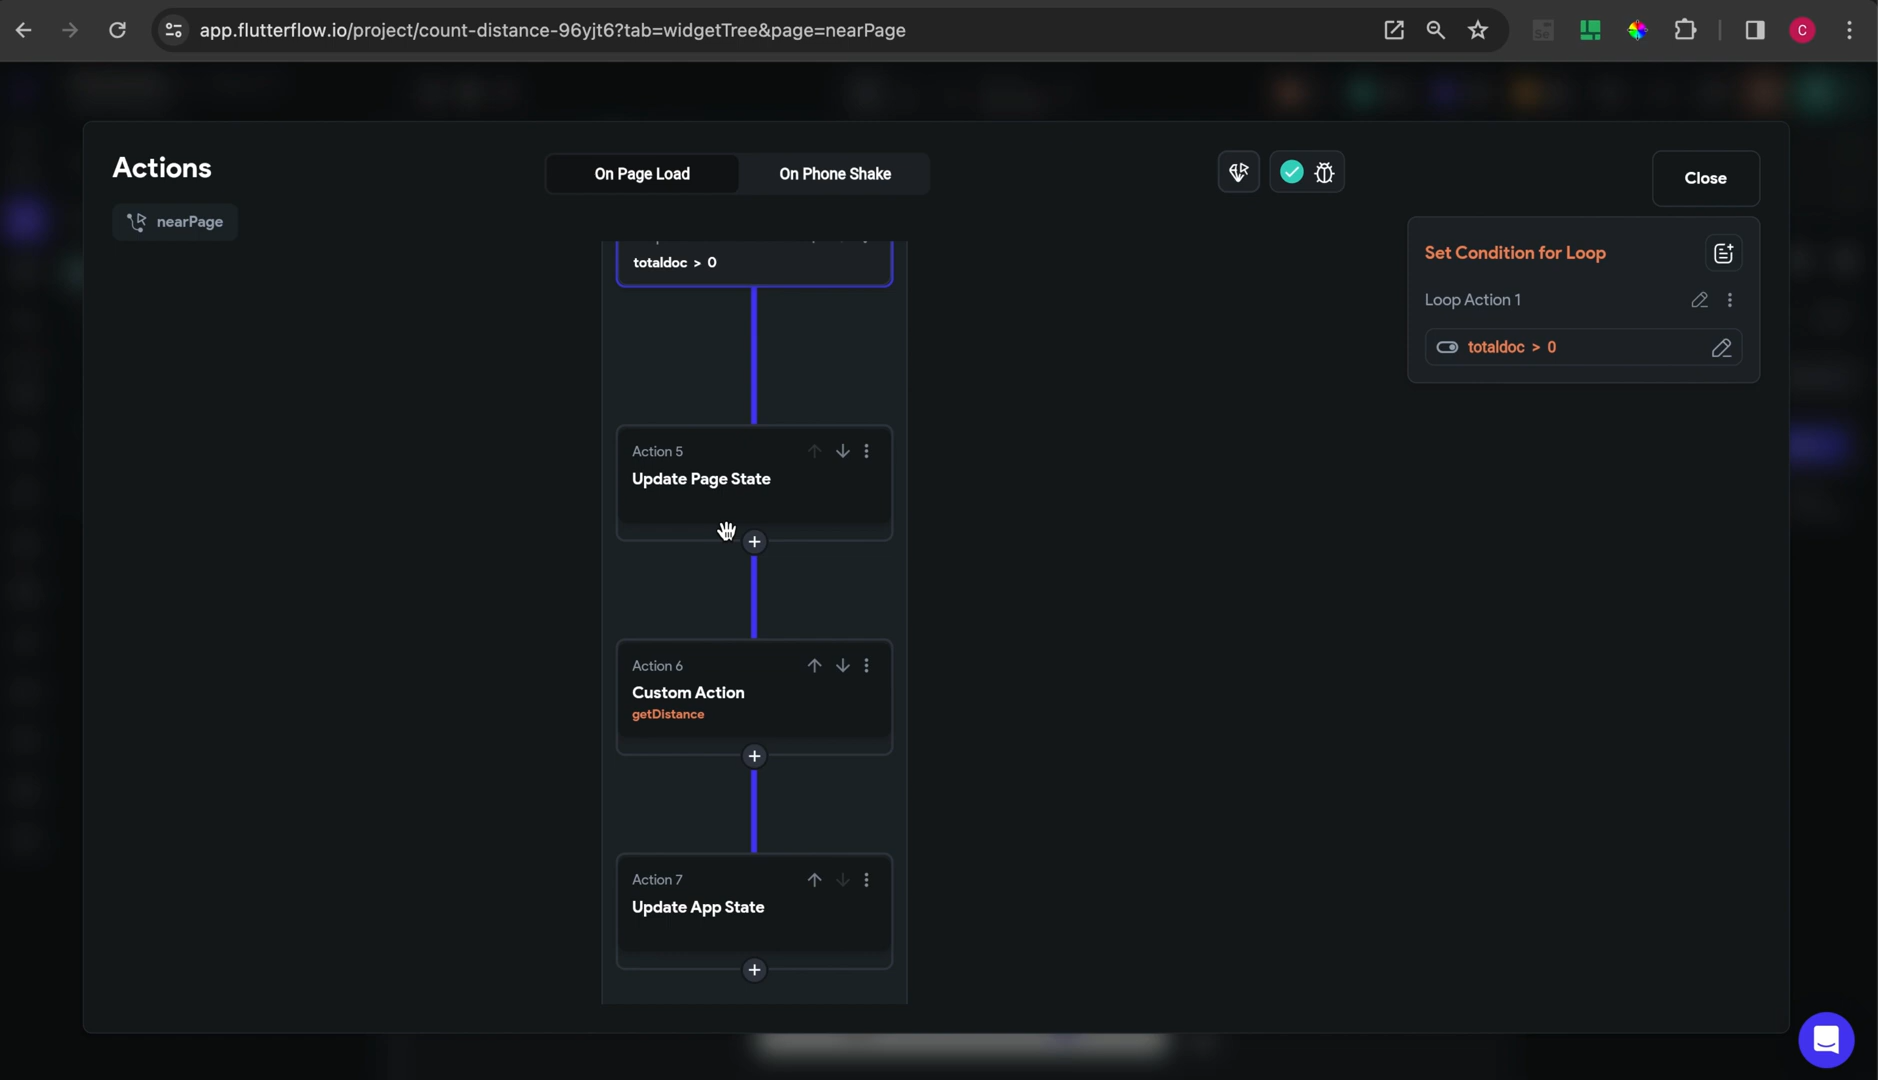 app.flutterflow.io/project/count-distance-96yjt6?tab=widgetTree&page=nearPage
C
Actions
On Page Load
On Phone Shake
Close
nearPage
totaldoc > 0
Set Condition for Loop
Loop Action 1
totaldoc > 0
Action 5
Update Page State
Action 6
Custom Action
getDistance
Action 7
Update App State